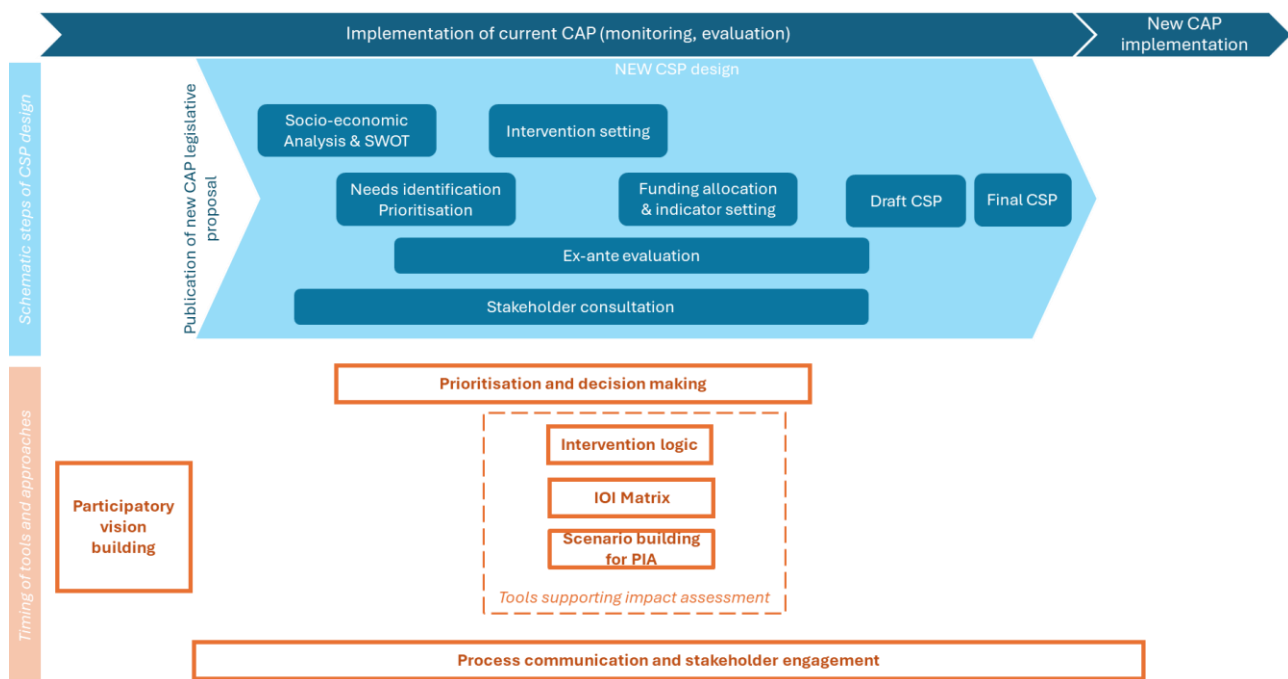 Implementation of current CAP (monitoring, evaluation)
New CAP
implementation
Schematic steps of CSP design
Publication of new CAP legislative
proposal
NEW CSP design
Socio-economic
Analysis & SWOT
Intervention setting
Needs identification
Prioritisation
Funding allocation
& indicator setting
Draft CSP
Final CSP
Ex-ante evaluation
Stakeholder consultation
Timing of tools and approaches
Prioritisation and decision making
Participatory
vision
building
Intervention logic
IOI Matrix
Scenario building
for PIA
Tools supporting impact assessment
Process communication and stakeholder engagement